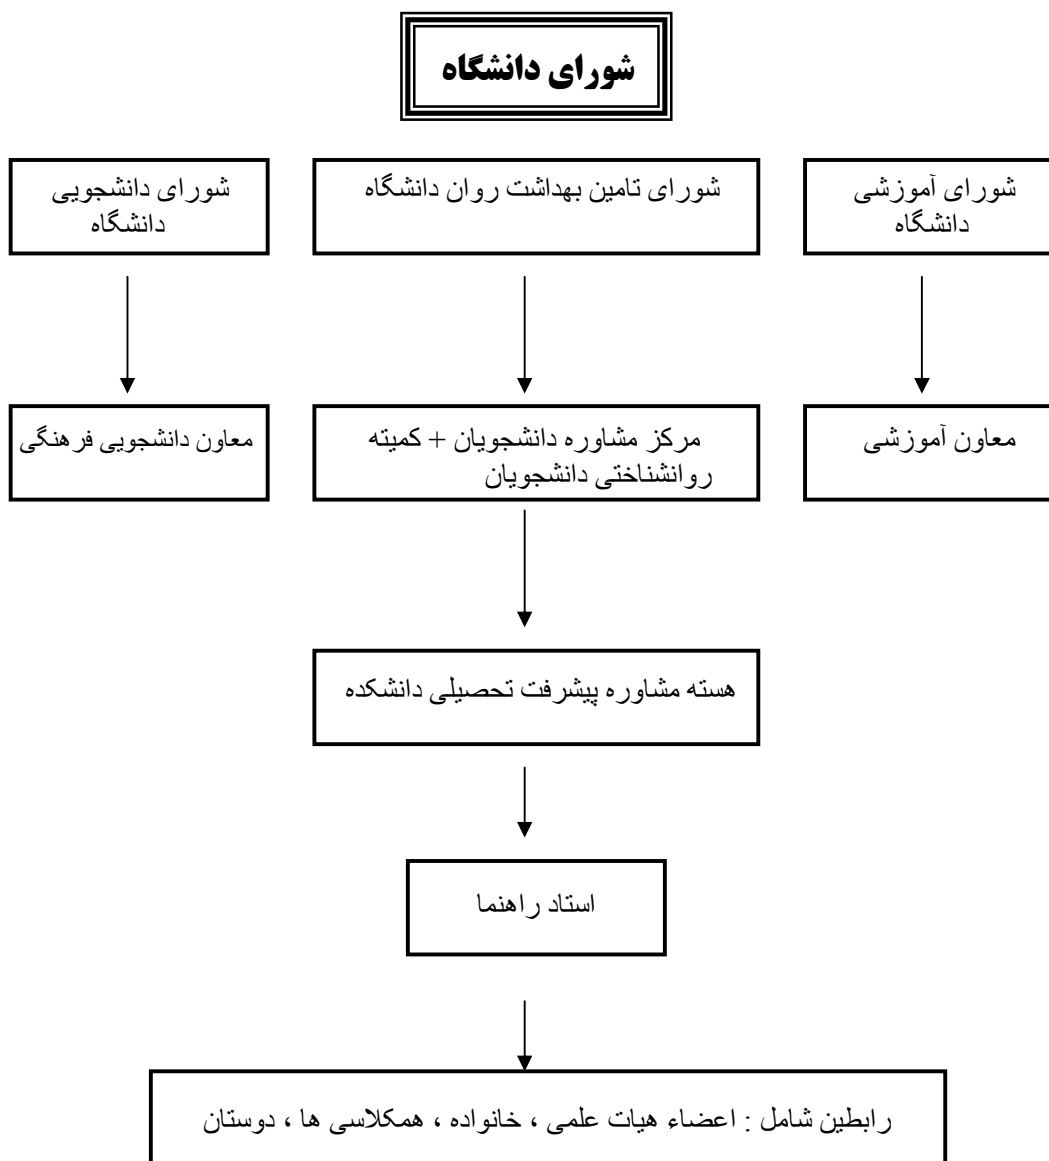 شورای دانشگاه
شورای آموزشی
دانشگاه
شورای تامین بهداشت روان دانشگاه
شورای دانشجویی
دانشگاه
معاون آموزشی
مرکز مشاوره دانشجویان + کمیته
روانشناختی دانشجویان
معاون دانشجویی فرهنگی
هسته مشاوره پیشرفت تحصیلی دانشکده
استاد راهنما
رابطین شامل : اعضاء هیات علمی ، خانواده ، همکلاسی ها ، دوستان